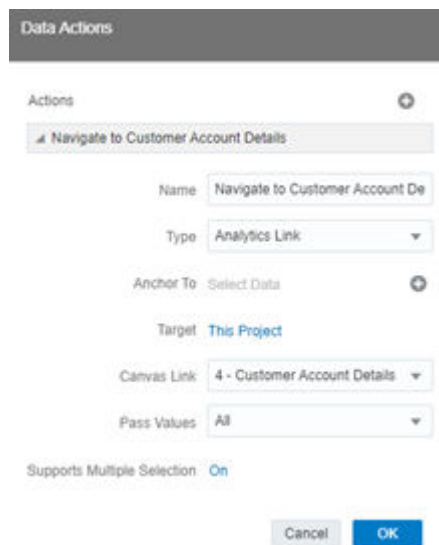 Data Actions
Actions
Navigate to Customer Account Details
Name Navigate to Customer Account De
Type Analytics Link
Anchor To Select Data
Target This Project
Canvas Link 4 - Customer Account Details
Pass Values All
Supports Multiple Selection On
Cancel OK